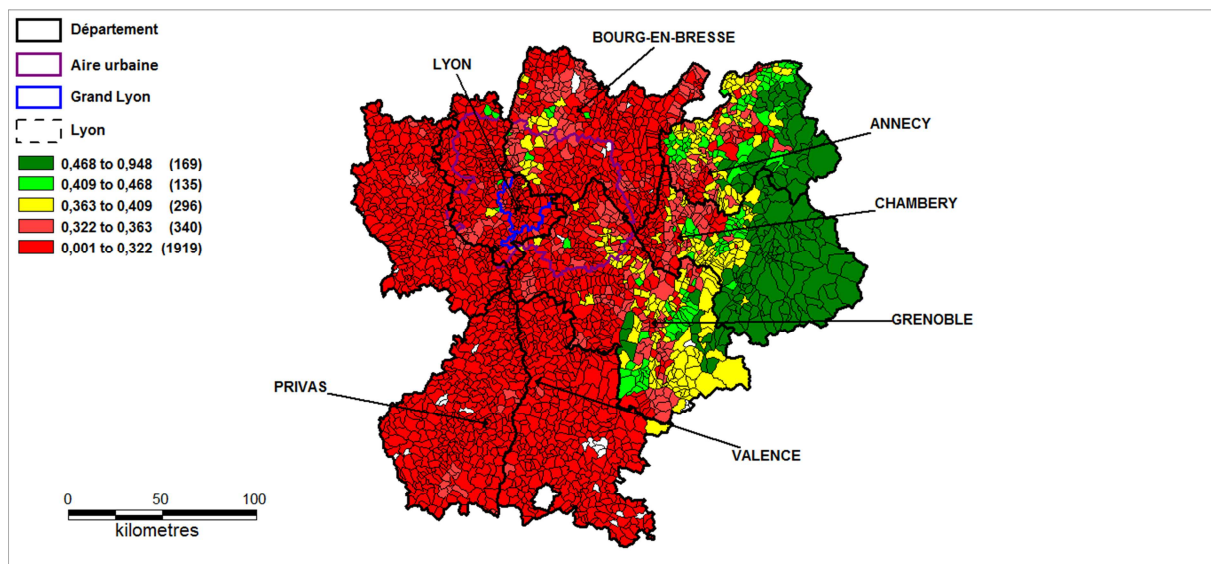 Département
Aire urbaine
Grand Lyon
Lyon
0,468 to 0,948 (169)
0,409 to 0,468 (135)
0,363 to 0,409 (296)
0,322 to 0,363 (340)
0,001 to 0,322 (1919)
BOURG-EN-BRESSE
LYON
ANNECY
CHAMBERY
GRENOBLE
PRIVAS
VALENCE
0 50 100
kilometres